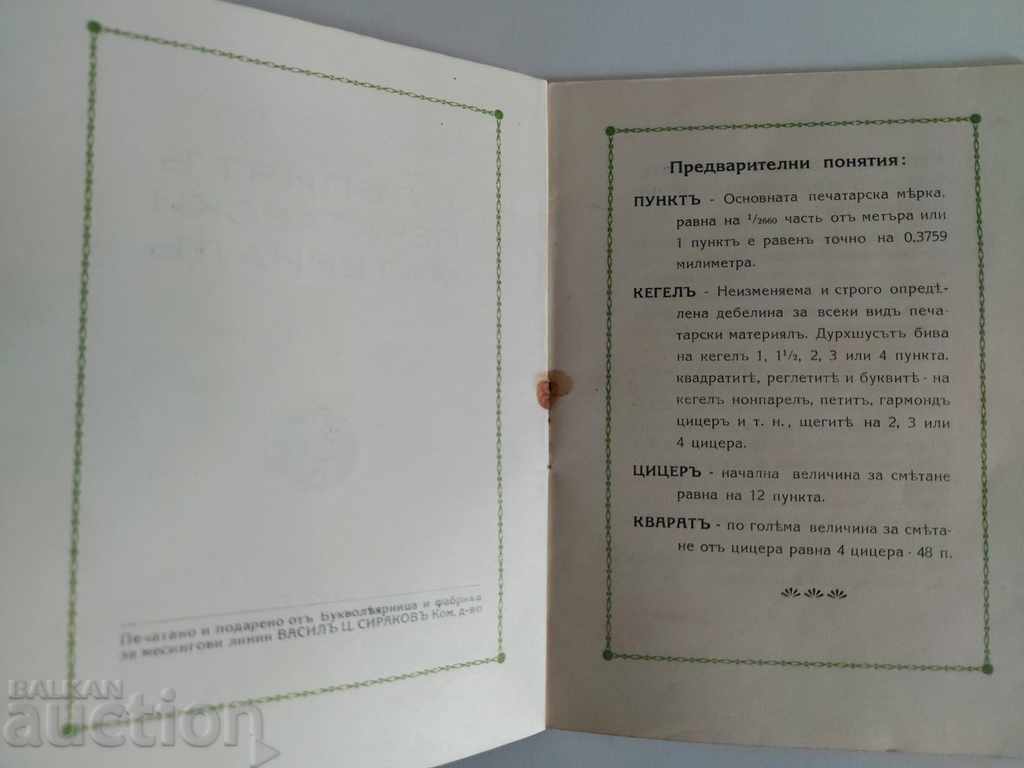 Печатано и подарено отъ Букволѣярница и фабрика
за месингови линии ВАСИЛЪ Ц. СИРАКОВЪ Ком. д-во
Предварителни понятия:
ПУНКТЪ - Основната печатарска мѣрка.
равна на 1/2660 часть отъ метъра или
1 пунктъ е равенъ точно на 0,3759
милиметра.
КЕГЕЛЪ - Неизменяема и строго опредѣ-
лена дебелина за всеки видъ печа-
тарски материялъ. Дурхшусътъ бива
на кегелъ 1, 1½, 2, 3 или 4 пункта.
квадратитѣ, реглетитѣ и буквитѣ - на
кегел нонпарелъ, петитъ, гармондъ
цицеръ и т. н., щегитѣ на 2, 3 или
4 цицера.
ЦИЦЕРЪ - начална величина за смѣтане
равна на 12 пункта.
КВАРАТЪ - по голѣма величина за смѣта-
не отъ цицера равна 4 цицера - 48 п.
BALKAN
auction